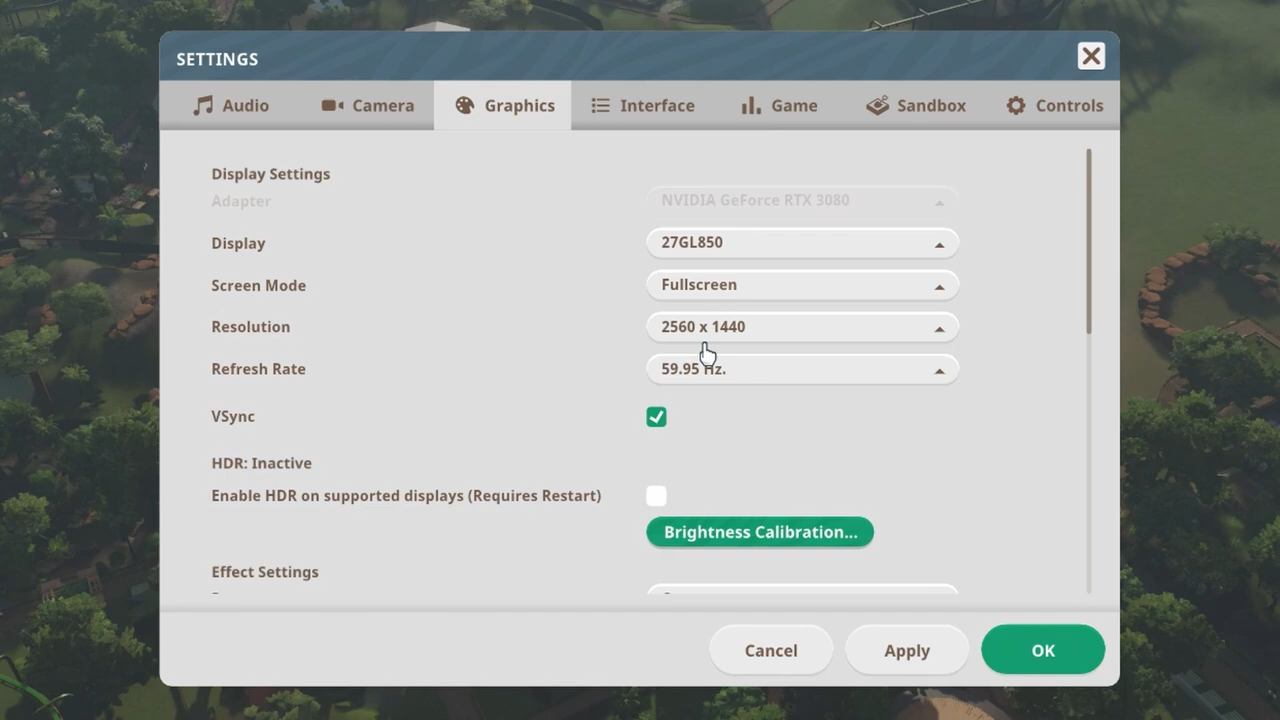 SETTINGS
Audio
Camera
Graphics
Interface
Game
Sandbox
Controls
Display Settings
Adapter
NVIDIA GeForce RTX 3080
Display
27GL850
Screen Mode
Fullscreen
Resolution
2560 x 1440
Refresh Rate
59.95 Hz.
VSync
HDR: Inactive
Enable HDR on supported displays (Requires Restart)
Brightness Calibration...
Effect Settings
Cancel
Apply
OK